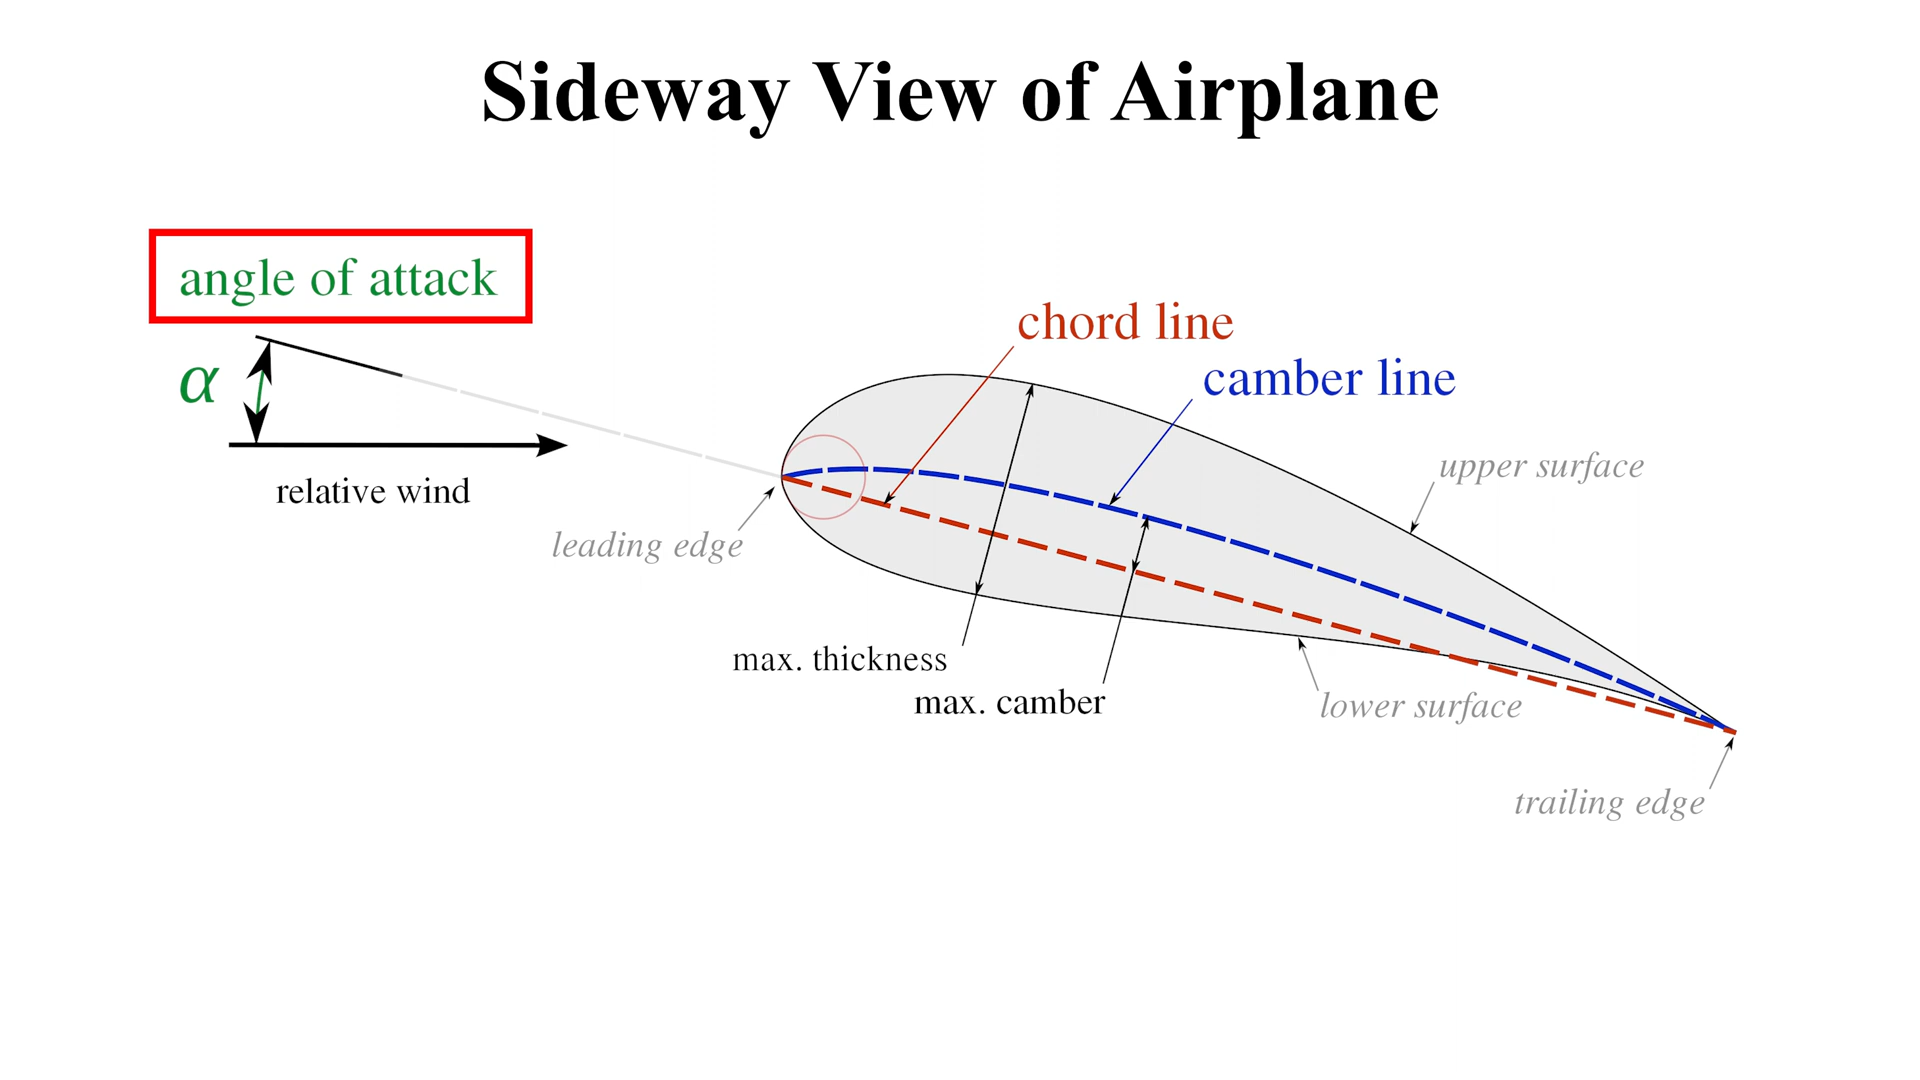 Sideway View of Airplane
angle of attack
α
relative wind
chord line
camber line
upper surface
leading edge
max. thickness
max. camber
lower surface
trailing edge